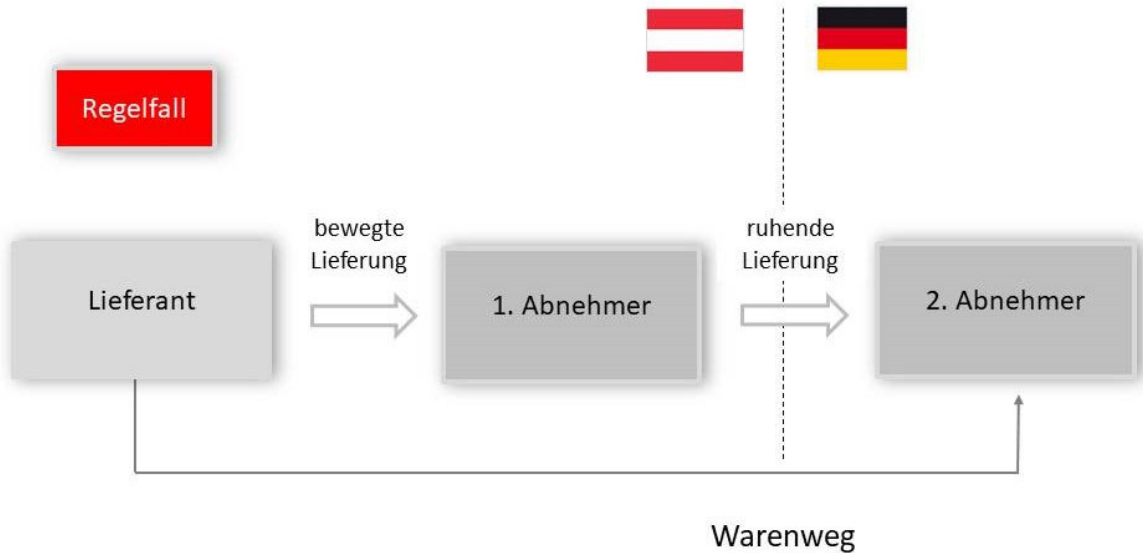 Regelfall
bewegte
Lieferung
ruhende
Lieferung
Lieferant
1. Abnehmer
2. Abnehmer
Warenweg